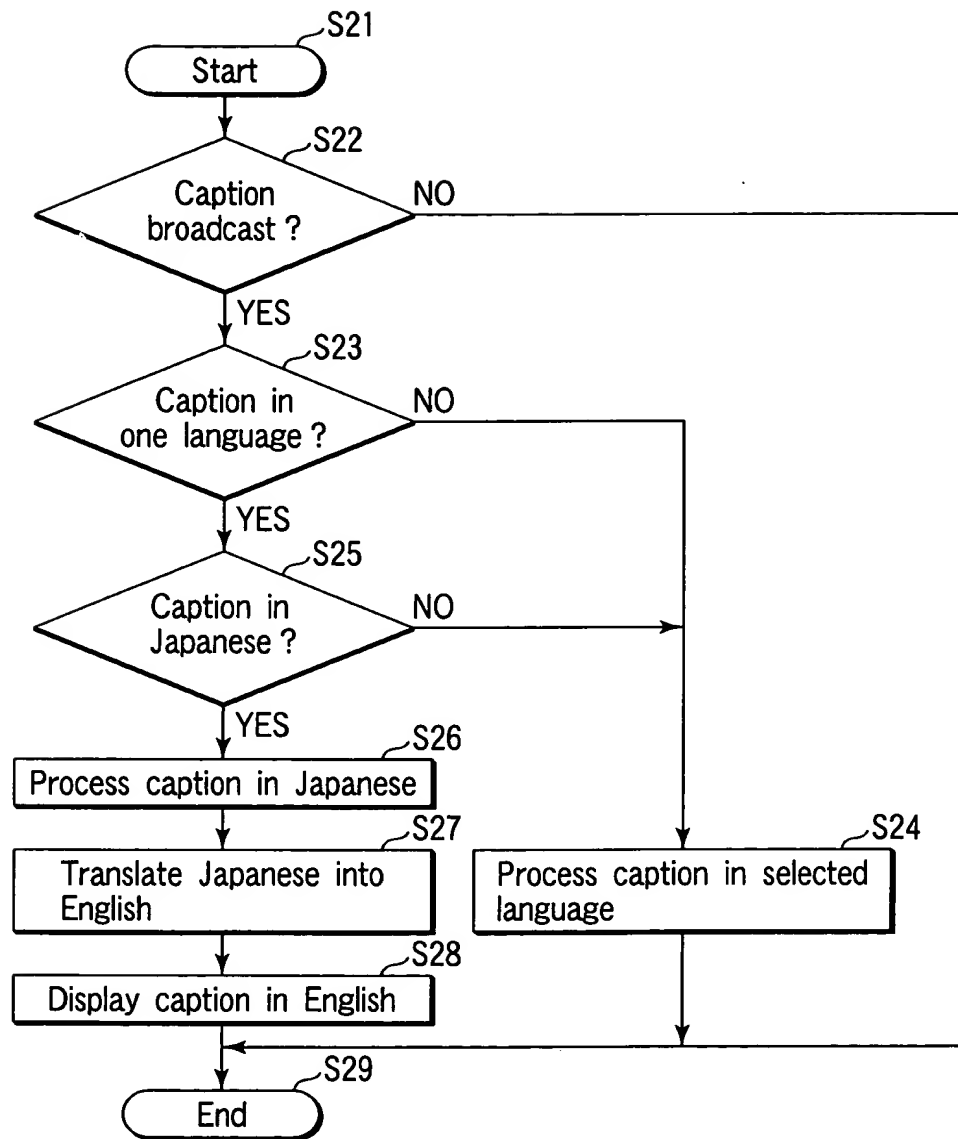 S21
Start
S22
Caption
broadcast ?
NO
YES
S23
Caption in
one language ?
NO
YES
S25
Caption in
Japanese ?
NO
YES
S26
Process caption in Japanese
S27
Translate Japanese into
English
S24
Process caption in selected
language
S28
Display caption in English
S29
End